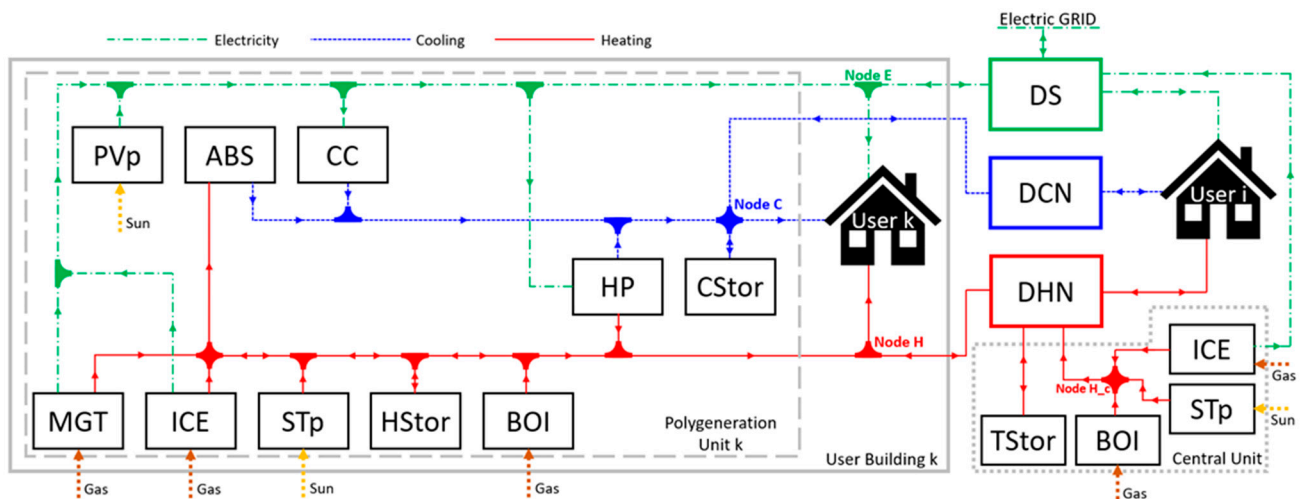 Electric GRID
Electricity
Cooling
Heating
Node E
DS
PVp
ABS
CC
Sun
Node C
User k
DCN
User i
HP
CStor
DHN
Node H
ICE
Gas
Node H_c
STp
Sun
MGT
ICE
STp
HStor
BOI
Polygeneration
Unit k
TStor
BOI
Central Unit
User Building k
Gas
Gas
Sun
Gas
Gas